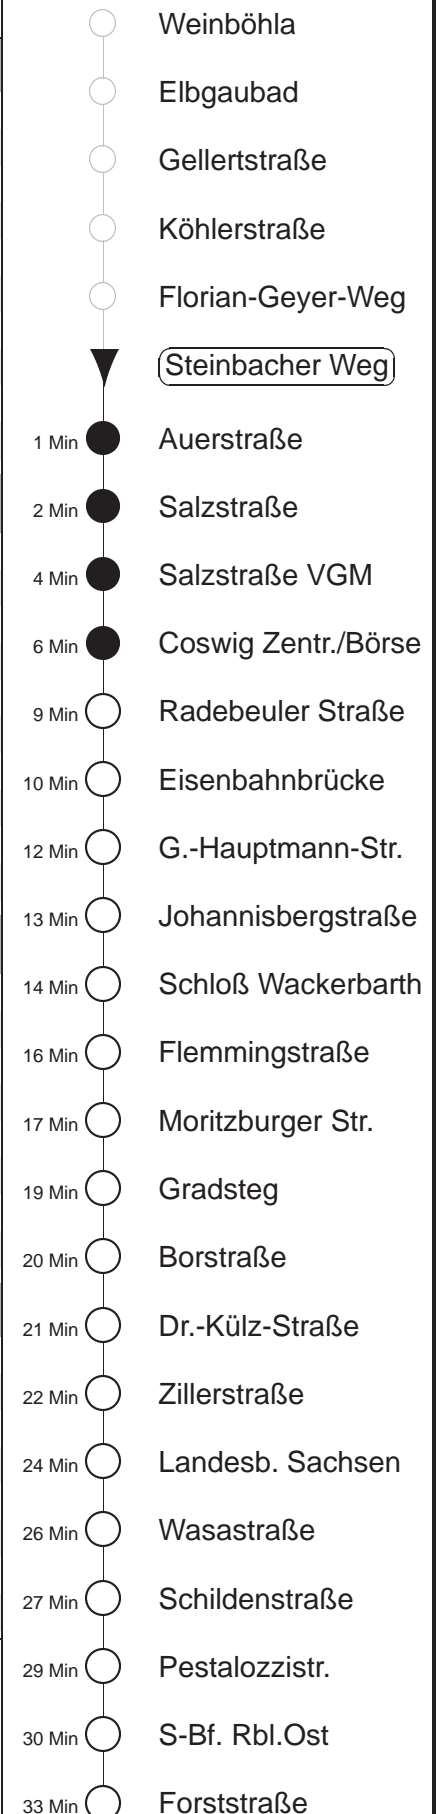 Weinböhla
Elbgaubad
Gellertstraße
Köhlerstraße
Florian-Geyer-Weg
Steinbacher Weg
1 Min Auerstraße
2 Min Salzstraße
4 Min Salzstraße VGM
6 Min Coswig Zentr./Börse
9 Min Radebeuler Straße
10 Min Eisenbahnbrücke
12 Min G.-Hauptmann-Str.
13 Min Johannisbergstraße
14 Min Schloß Wackerbarth
16 Min Flemmingstraße
17 Min Moritzburger Str.
19 Min Gradsteg
20 Min Borstraße
21 Min Dr.-Külz-Straße
22 Min Zillerstraße
24 Min Landesb. Sachsen
26 Min Wasastraße
27 Min Schildenstraße
29 Min Pestalozzistr.
30 Min S-Bf. Rbl.Ost
33 Min Forststraße